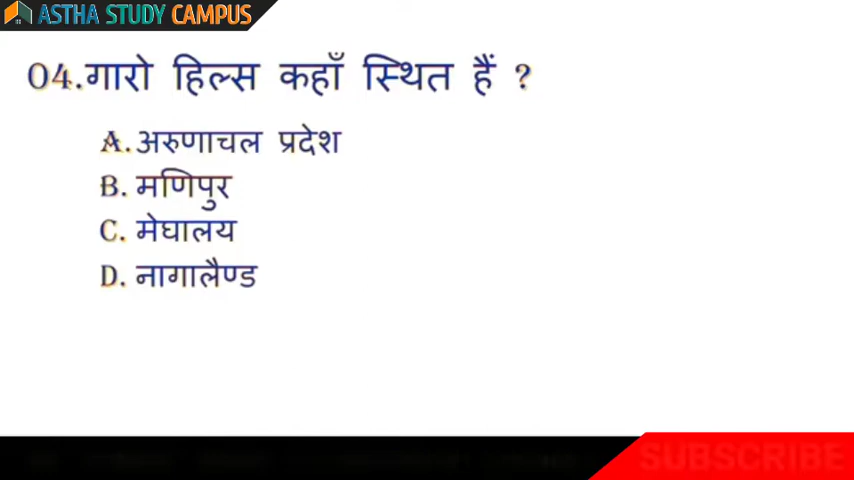 ASTHA STUDY CAMPUS
04.गारो हिल्स कहाँ स्थित हैं ?
A.अरुणाचल प्रदेश
B. मणिपुर
C. मेघालय
D. नागालैण्ड
SUBSCRIBE